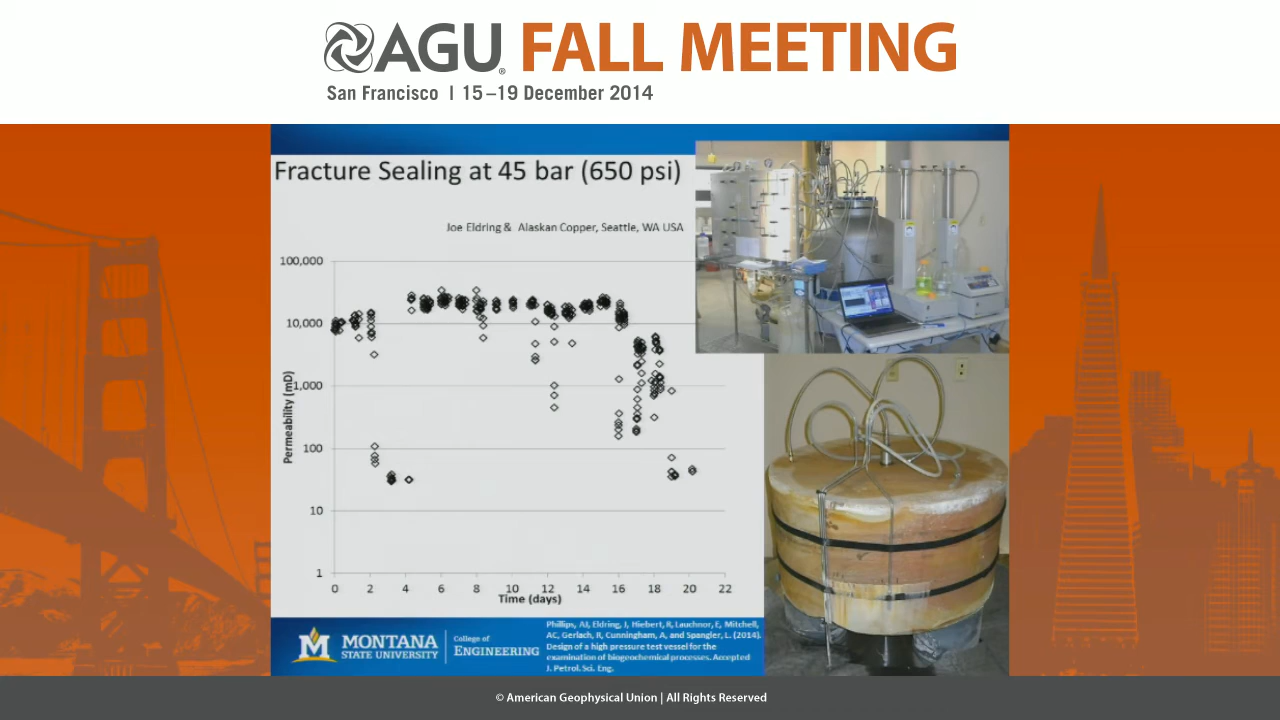 AGU® FALL MEETING
San Francisco | 15–19 December 2014
Fracture Sealing at 45 bar (650 psi)
Joe Eldring & Alaskan Copper, Seattle, WA USA
100,000
10,000
1,000
100
10
1
Permeability (mD)
0 2 4 6 8 10 12 14 16 18 20 22
Time (days)
MONTANA
STATE UNIVERSITY
College of
ENGINEERING
Phillips, AJ, Eldring, J, Hiebert, R, Lauchnor, E, Mitchell,
AC, Gerlach, R, Cunningham, A, and Spangler, L. (2014).
Design of a high pressure test vessel for the
examination of biogeochemical processes. Accepted
J. Petrol. Sci. Eng.
© American Geophysical Union | All Rights Reserved